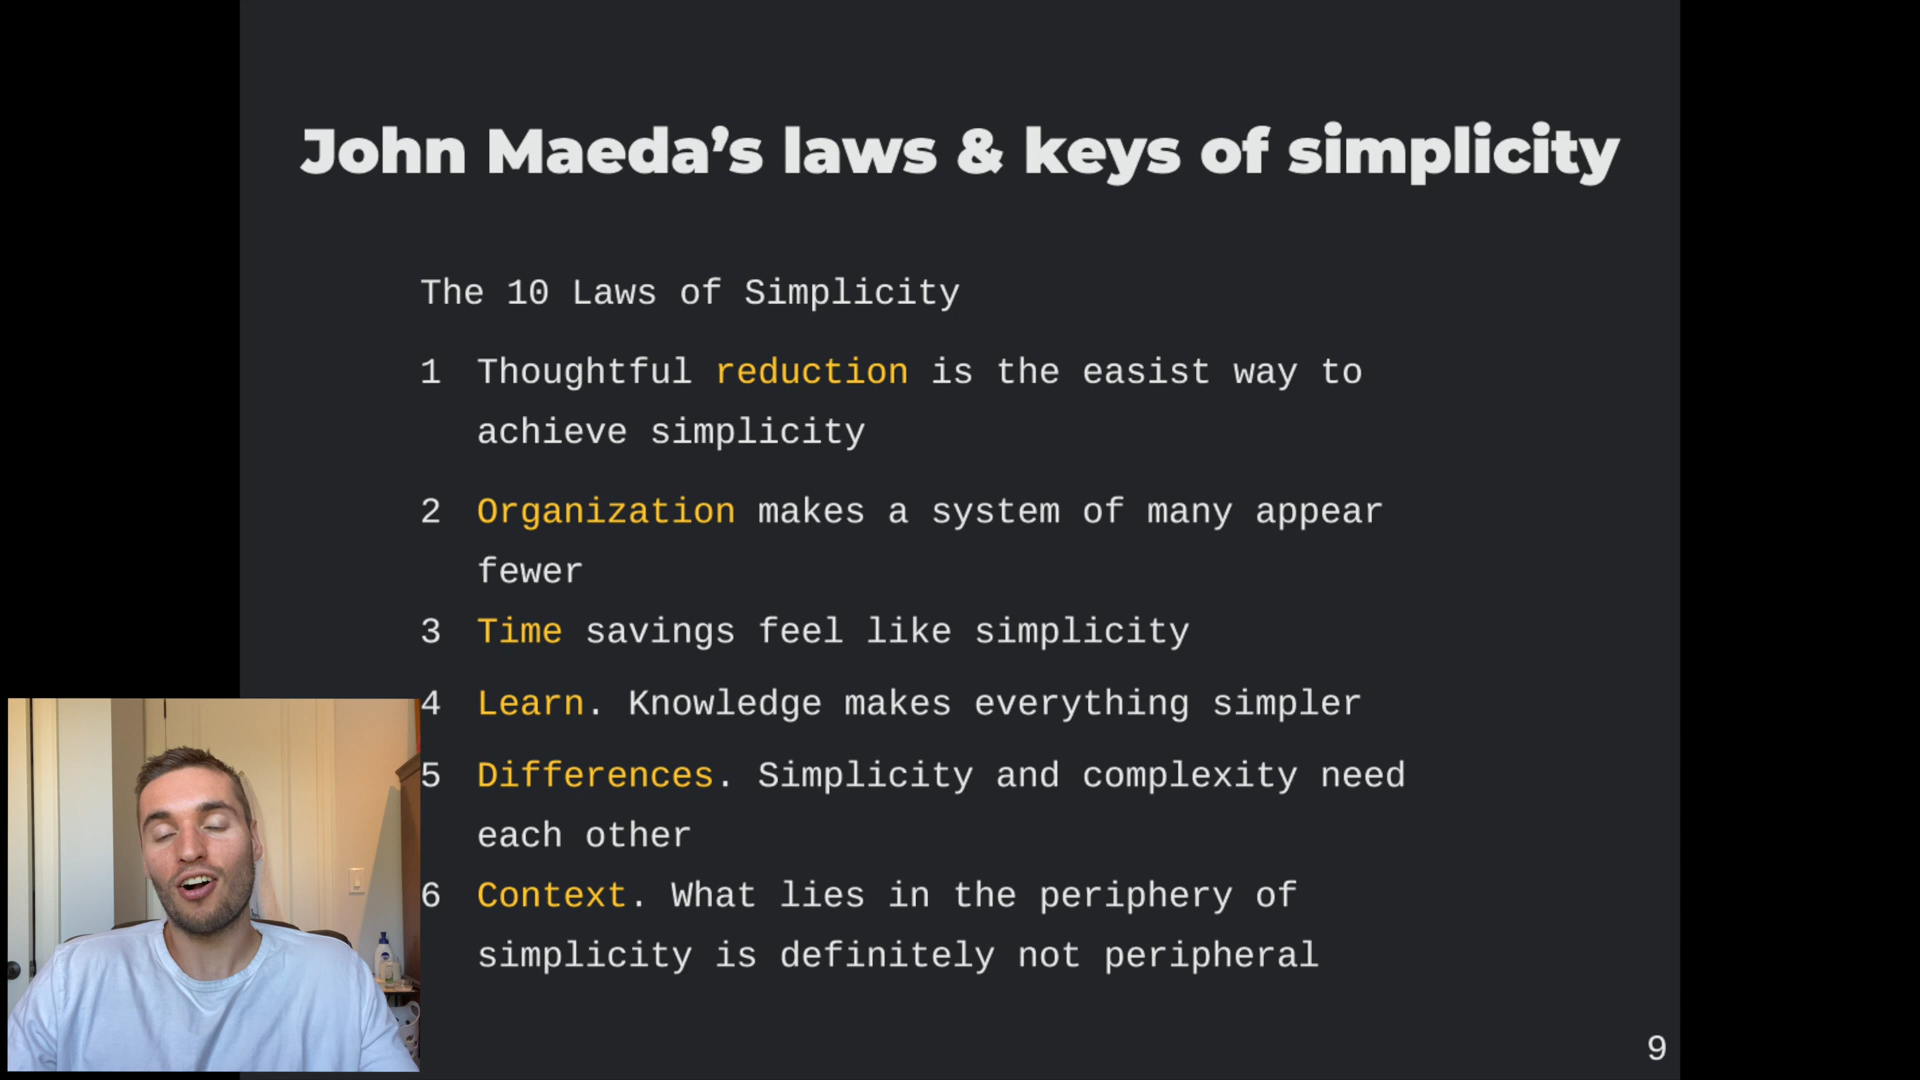 John Maeda’s laws & keys of simplicity
The 10 Laws of Simplicity
1 Thoughtful reduction is the easist way to
achieve simplicity
2 Organization makes a system of many appear
fewer
3 Time savings feel like simplicity
4 Learn. Knowledge makes everything simpler
5 Differences. Simplicity and complexity need
each other
6 Context. What lies in the periphery of
simplicity is definitely not peripheral
9